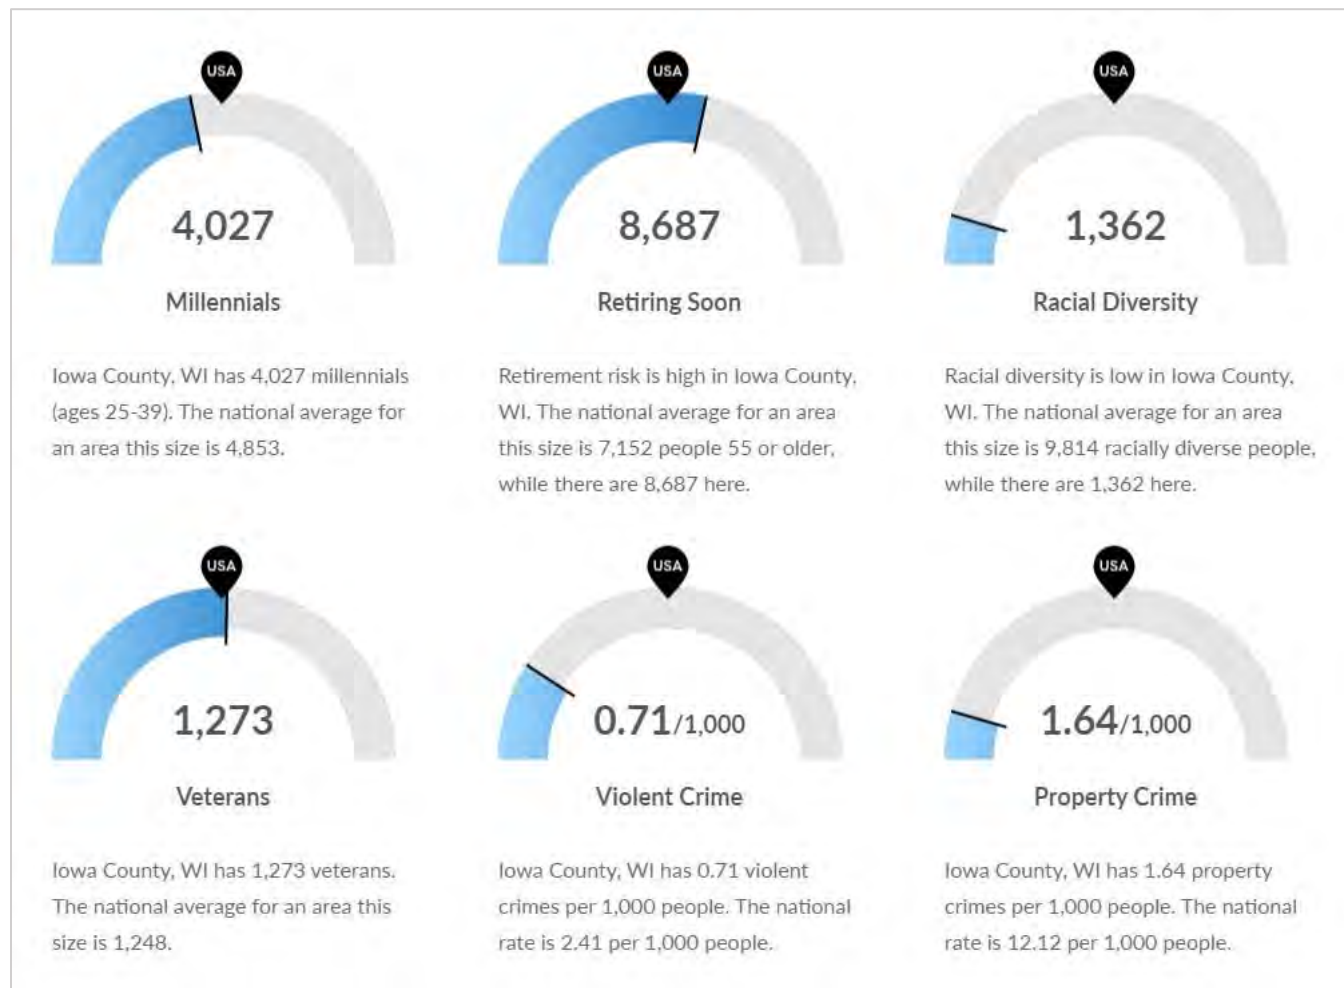 USA
4,027
Millennials
Iowa County, WI has 4,027 millennials
(ages 25-39). The national average for
an area this size is 4,853.
USA
8,687
Retiring Soon
Retirement risk is high in Iowa County,
WI. The national average for an area
this size is 7,152 people 55 or older,
while there are 8,687 here.
USA
1,362
Racial Diversity
Racial diversity is low in Iowa County,
WI. The national average for an area
this size is 9,814 racially diverse people,
while there are 1,362 here.
USA
1,273
Veterans
Iowa County, WI has 1,273 veterans.
The national average for an area this
size is 1,248.
USA
0.71/1,000
Violent Crime
Iowa County, WI has 0.71 violent
crimes per 1,000 people. The national
rate is 2.41 per 1,000 people.
USA
1.64/1,000
Property Crime
Iowa County, WI has 1.64 property
crimes per 1,000 people. The national
rate is 12.12 per 1,000 people.